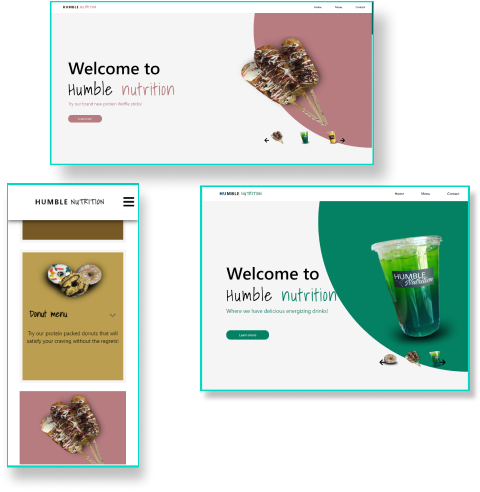 HUMBLE NUTRITION
Home Menu Contact
Welcome to
Humble nutrition
Try our brand new protein Waffle sticks!
Learn more
HUMBLE NUTRITION
Donut menu
Try our protein packed donuts that will
satisfy your craving without the regrets!
HUMBLE NUTRITION
Home Menu Contact
Welcome to
Humble nutrition
Where we have delicious energizing drinks!
Learn more
HUMBLE
Nutrition